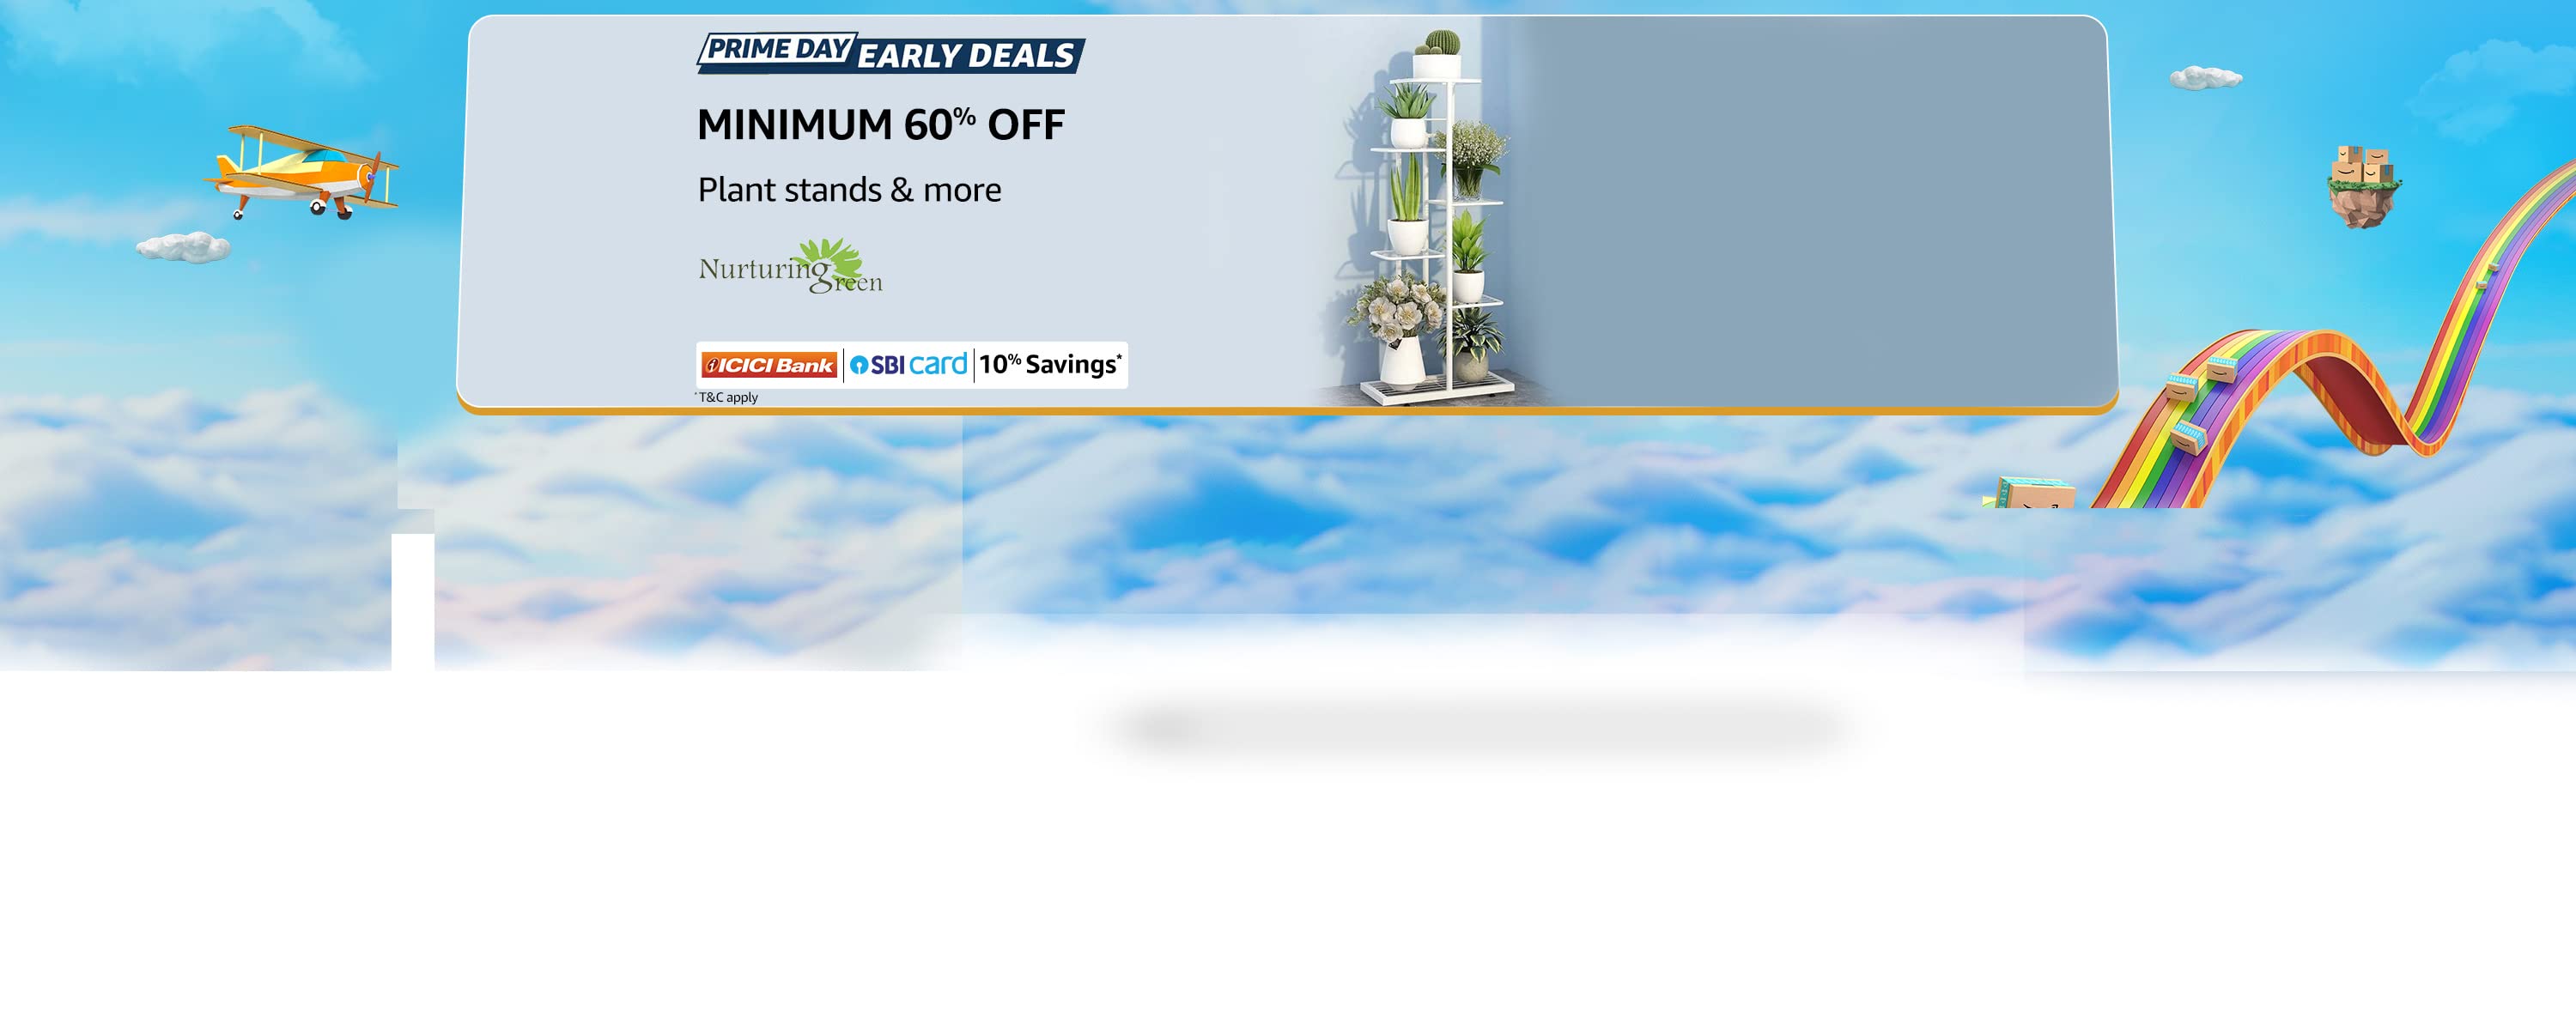 PRIME DAY EARLY DEALS
MINIMUM 60% OFF
Plant stands & more
Nurturing
green
ICICI Bank SBI card 10% Savings*
*T&C apply